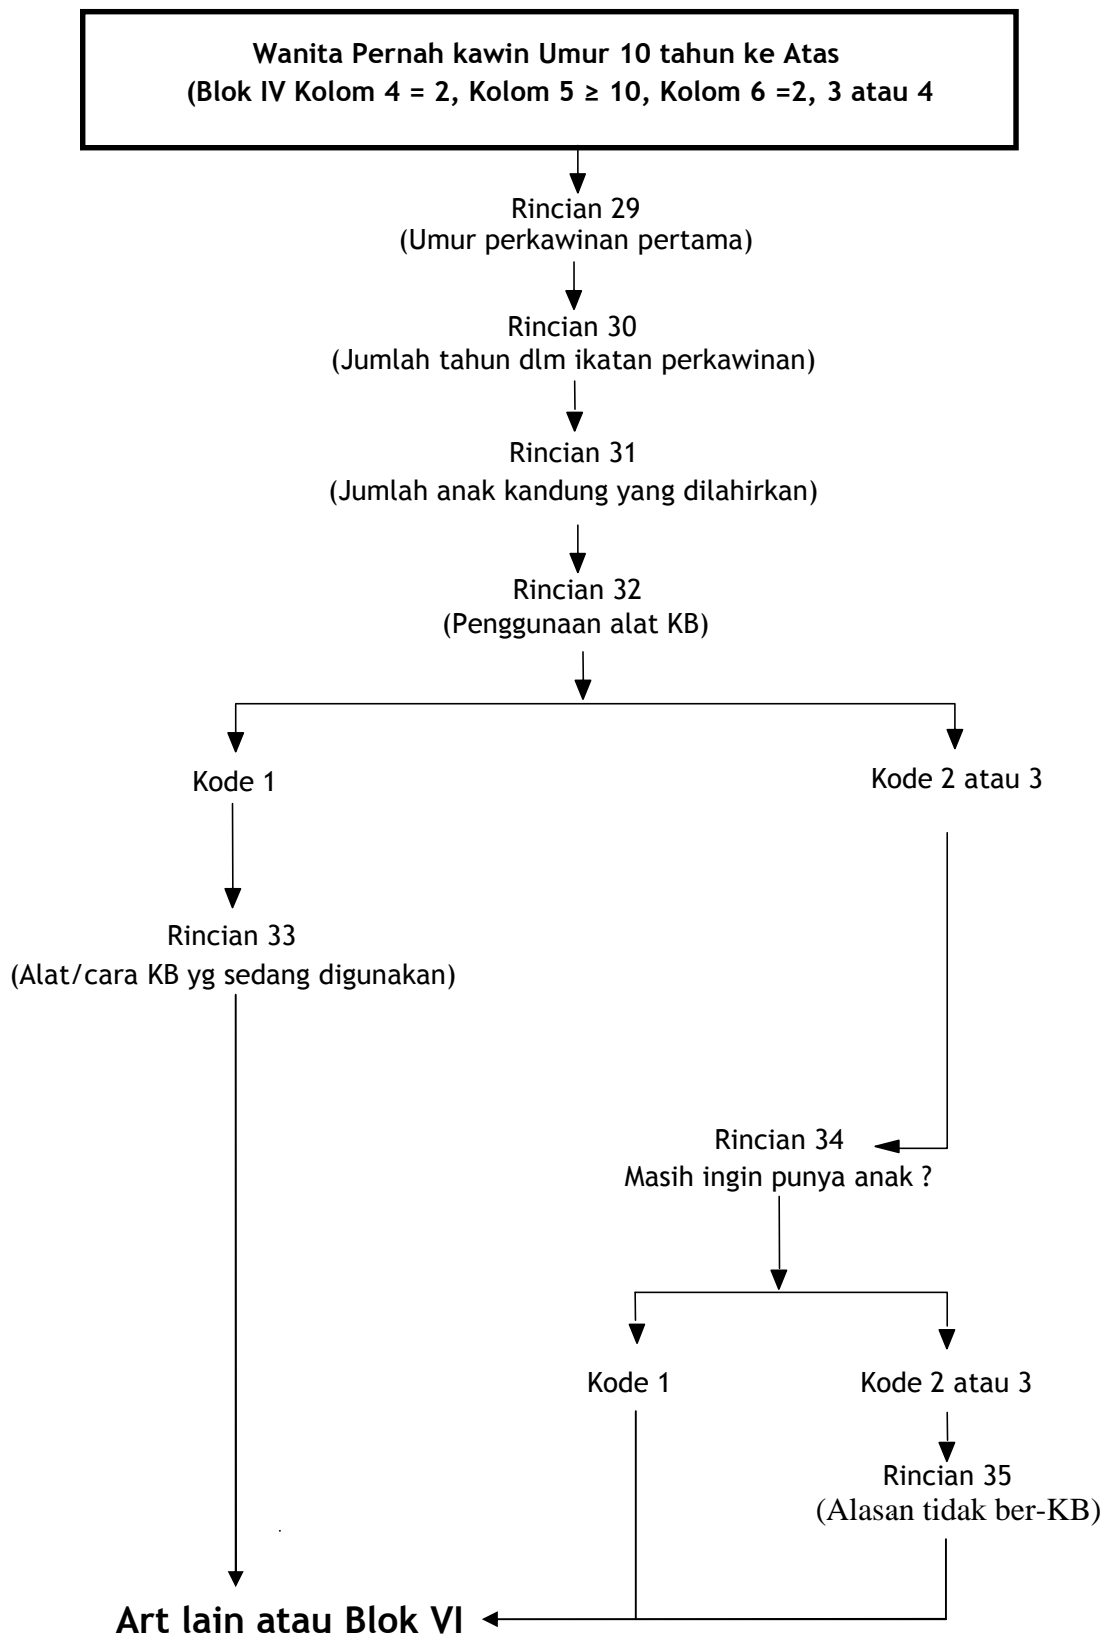 Wanita Pernah kawin Umur 10 tahun ke Atas
(Blok IV Kolom 4 = 2, Kolom 5 ≥ 10, Kolom 6 =2, 3 atau 4
Rincian 29
(Umur perkawinan pertama)
Rincian 30
(Jumlah tahun dlm ikatan perkawinan)
Rincian 31
(Jumlah anak kandung yang dilahirkan)
Rincian 32
(Penggunaan alat KB)
Kode 1
Kode 2 atau 3
Rincian 33
(Alat/cara KB yg sedang digunakan)
Rincian 34
Masih ingin punya anak ?
Kode 1
Kode 2 atau 3
Rincian 35
(Alasan tidak ber-KB)
Art lain atau Blok VI